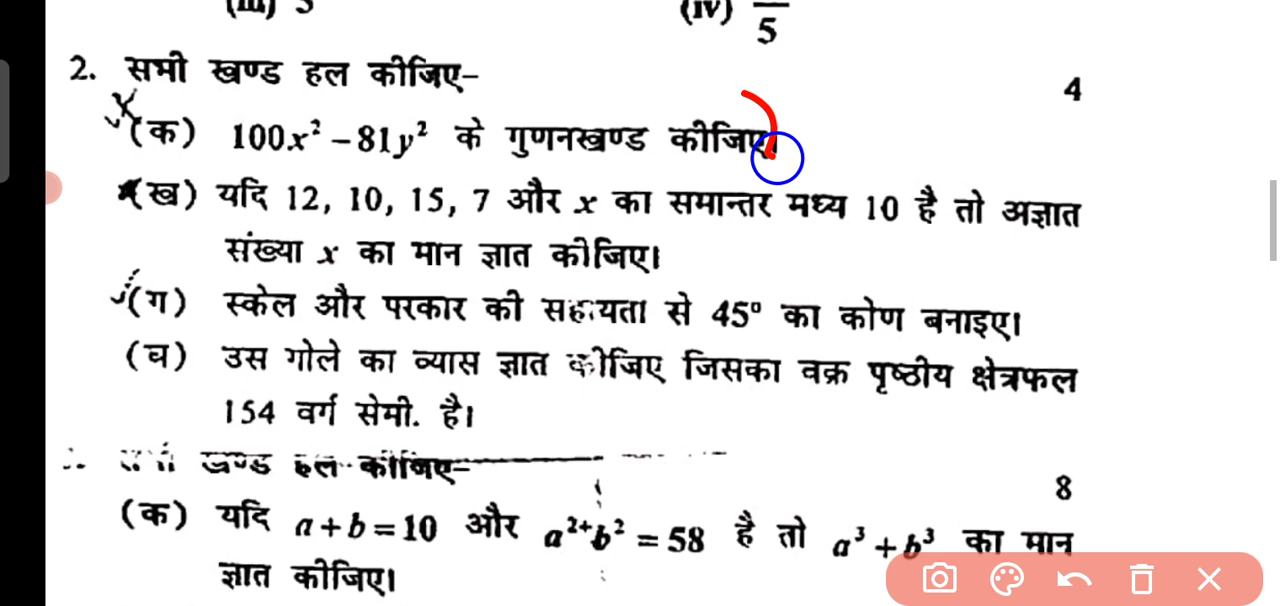 (iii) 5 (iv) 5
2. सभी खण्ड हल कीजिए– 4
(क) 100x² – 81y² के गुणनखण्ड कीजिए।
(ख) यदि 12, 10, 15, 7 और x का समान्तर मध्य 10 है तो अज्ञात
संख्या x का मान ज्ञात कीजिए।
(ग) स्केल और परकार की सहायता से 45° का कोण बनाइए।
(घ) उस गोले का व्यास ज्ञात कीजिए जिसका वक्र पृष्ठीय क्षेत्रफल
154 वर्ग सेमी. है।
खण्ड हल कीजिए– 8
(क) यदि a + b = 10 और a²⁺b² = 58 है तो a³ + b³ का मान
ज्ञात कीजिए।